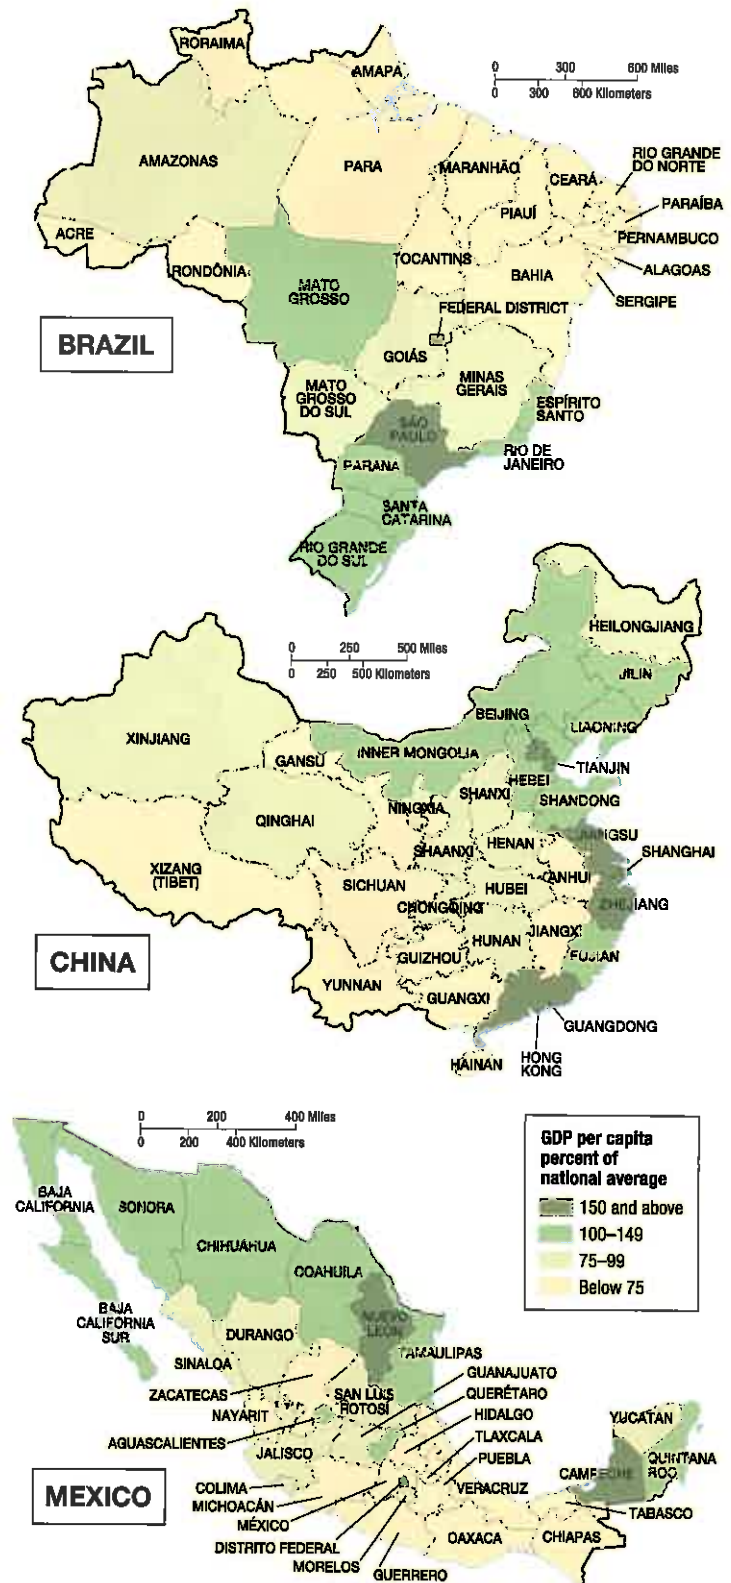 RORAIMA
AMAPÁ
0 300 600 Miles
0 300 600 Kilometers
AMAZONAS
PARA
MARANHÃO
CEARÁ
RIO GRANDE
DO NORTE
PARAÍBA
PIAUÍ
PERNAMBUCO
ACRE
RONDÔNIA
TOCANTINS
BAHIA
ALAGOAS
SERGIPE
MATO
GROSSO
FEDERAL DISTRICT
BRAZIL
GOIÁS
MINAS
GERAIS
MATO
GROSSO
DO SUL
ESPÍRITO
SANTO
SÃO
PAULO
RIO DE
JANEIRO
PARANA
SANTA
CATARINA
RIO GRANDE
DO SUL
0 250 500 Miles
0 250 500 Kilometers
HEILONGJIANG
JILIN
BEIJING
LIAONING
XINJIANG
GANSU
INNER MONGOLIA
TIANJIN
HEBEI
SHANXI
SHANDONG
NINGXIA
QINGHAI
JIANGSU
SHAANXI
HENAN
SHANGHAI
XIZANG
(TIBET)
SICHUAN
ANHUI
HUBEI
CHONGQING
ZHEJIANG
CHINA
HUNAN
JIANGXI
GUIZHOU
FUJIAN
YUNNAN
GUANGXI
GUANGDONG
HAINAN
HONG
KONG
0 200 400 Miles
0 200 400 Kilometers
GDP per capita
percent of
national average
150 and above
100–149
75–99
Below 75
BAJA
CALIFORNIA
SONORA
CHIHUAHUA
COAHUILA
BAJA
CALIFORNIA
SUR
NUEVO
LEÓN
DURANGO
TAMAULIPAS
SINALOA
GUANAJUATO
ZACATECAS
SAN LUIS
POTOSÍ
QUERÉTARO
NAYARIT
HIDALGO
YUCATAN
AGUASCALIENTES
TLAXCALA
JALISCO
PUEBLA
CAMPECHE
QUINTANA
ROO
MEXICO
COLIMA
VERACRUZ
MICHOACÁN
TABASCO
MÉXICO
DISTRITO FEDERAL
OAXACA
CHIAPAS
MORELOS
GUERRERO